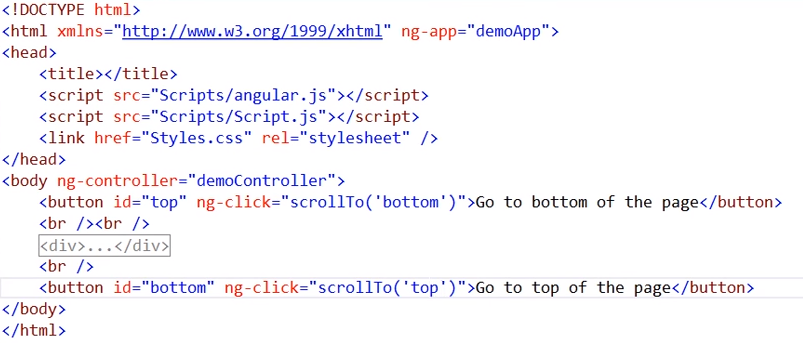 <!DOCTYPE html>
<html xmlns="http://www.w3.org/1999/xhtml" ng-app="demoApp">
<head>
    <title></title>
    <script src="Scripts/angular.js"></script>
    <script src="Scripts/Script.js"></script>
    <link href="Styles.css" rel="stylesheet" />
</head>
<body ng-controller="demoController">
    <button id="top" ng-click="scrollTo('bottom')">Go to bottom of the page</button>
    <br /><br />
    <div>...</div>
    <br />
    <button id="bottom" ng-click="scrollTo('top')">Go to top of the page</button>
</body>
</html>